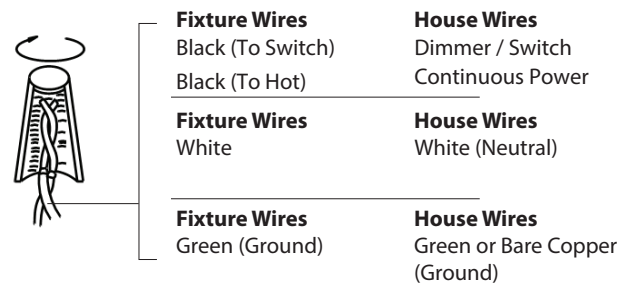 Fixture Wires House Wires
Black (To Switch) Dimmer / Switch
Black (To Hot) Continuous Power
Fixture Wires House Wires
White White (Neutral)
Fixture Wires House Wires
Green (Ground) Green or Bare Copper
(Ground)